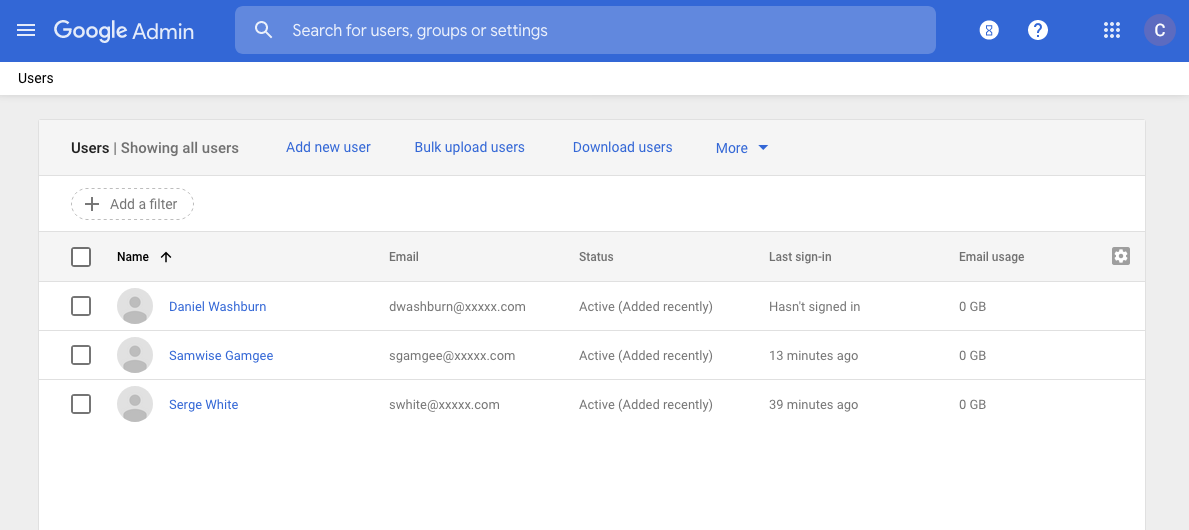 Google Admin
Search for users, groups or settings
C
Users
Users | Showing all users
Add new user
Bulk upload users
Download users
More
Add a filter
Name Email Status Last sign-in Email usage
Daniel Washburn dwashburn@xxxxx.com Active (Added recently) Hasn't signed in 0 GB
Samwise Gamgee sgamgee@xxxxx.com Active (Added recently) 13 minutes ago 0 GB
Serge White swhite@xxxxx.com Active (Added recently) 39 minutes ago 0 GB